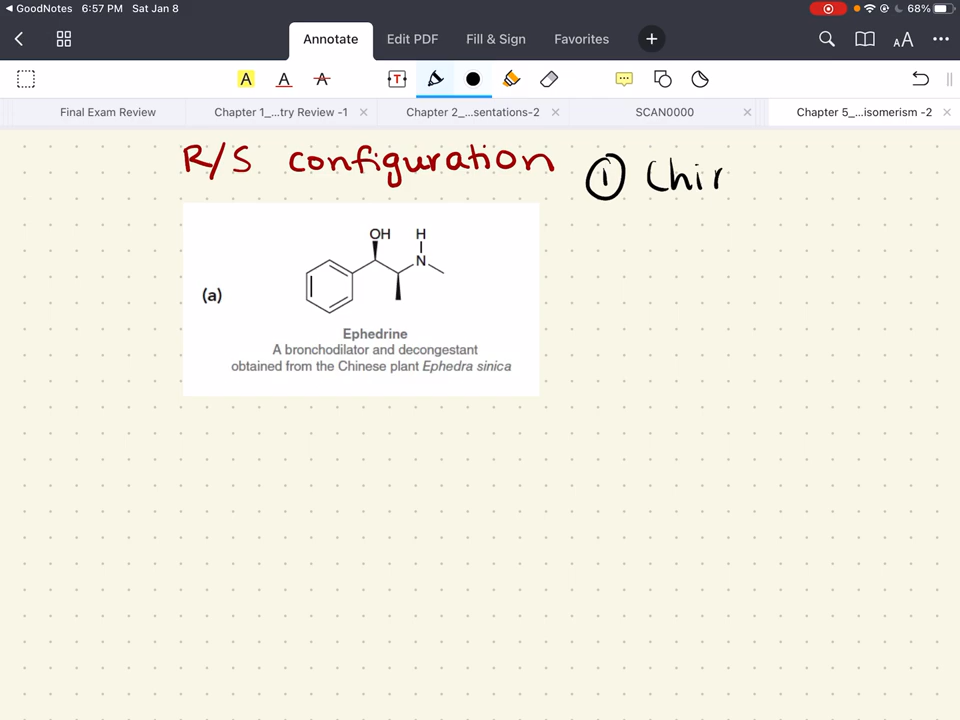 GoodNotes 6:57 PM Sat Jan 8 68%
Annotate Edit PDF Fill & Sign Favorites
AA
A A A T
Final Exam Review Chapter 1_...try Review -1 Chapter 2_...sentations-2 SCAN0000 Chapter 5_...isomerism -2
R/S configuration ① Chir
OH H
N
(a)
Ephedrine
A bronchodilator and decongestant
obtained from the Chinese plant Ephedra sinica